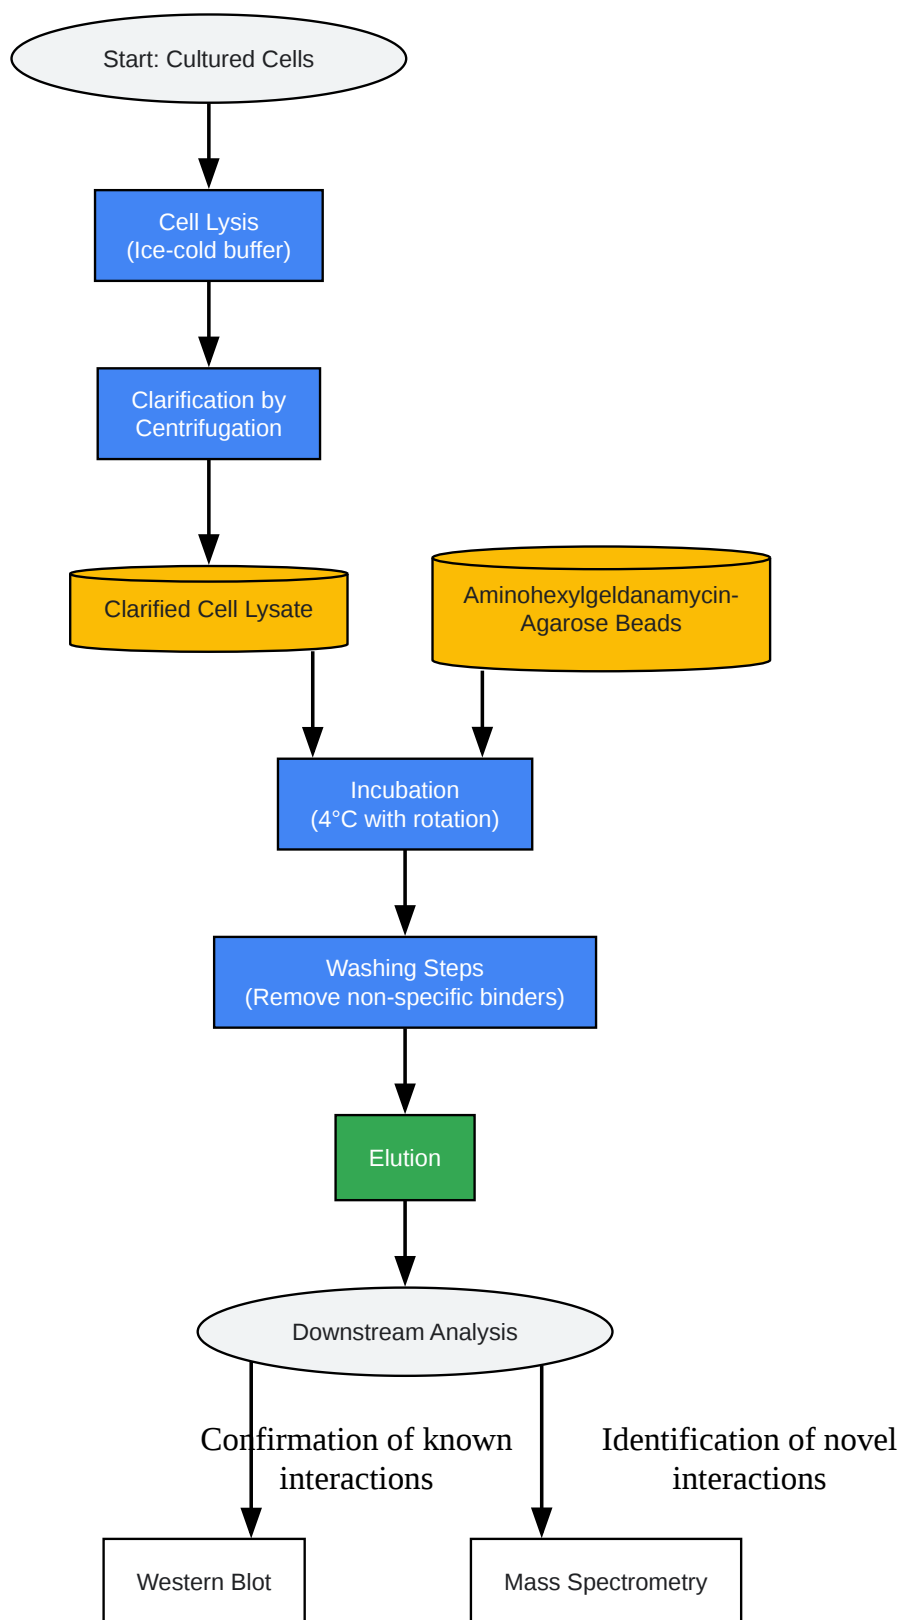 Start: Cultured Cells
Cell Lysis
(Ice-cold buffer)
Clarification by
Centrifugation
Clarified Cell Lysate
Aminohexylgeldanamycin-
Agarose Beads
Incubation
(4°C with rotation)
Washing Steps
(Remove non-specific binders)
Elution
Downstream Analysis
Confirmation of known
interactions
Identification of novel
interactions
Western Blot
Mass Spectrometry